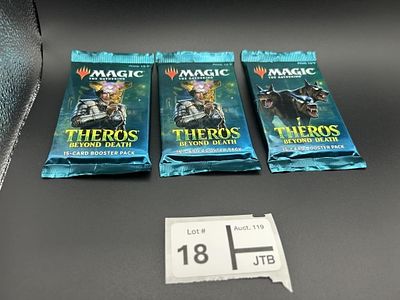 MAGIC
THE GATHERING
THEROS
BEYOND DEATH
15-CARD BOOSTER PACK
MAGIC
THE GATHERING
THEROS
BEYOND DEATH
15-CARD BOOSTER PACK
MAGIC
THE GATHERING
THEROS
BEYOND DEATH
15-CARD BOOSTER PACK
Lot #
18
Auct. 119
JTB